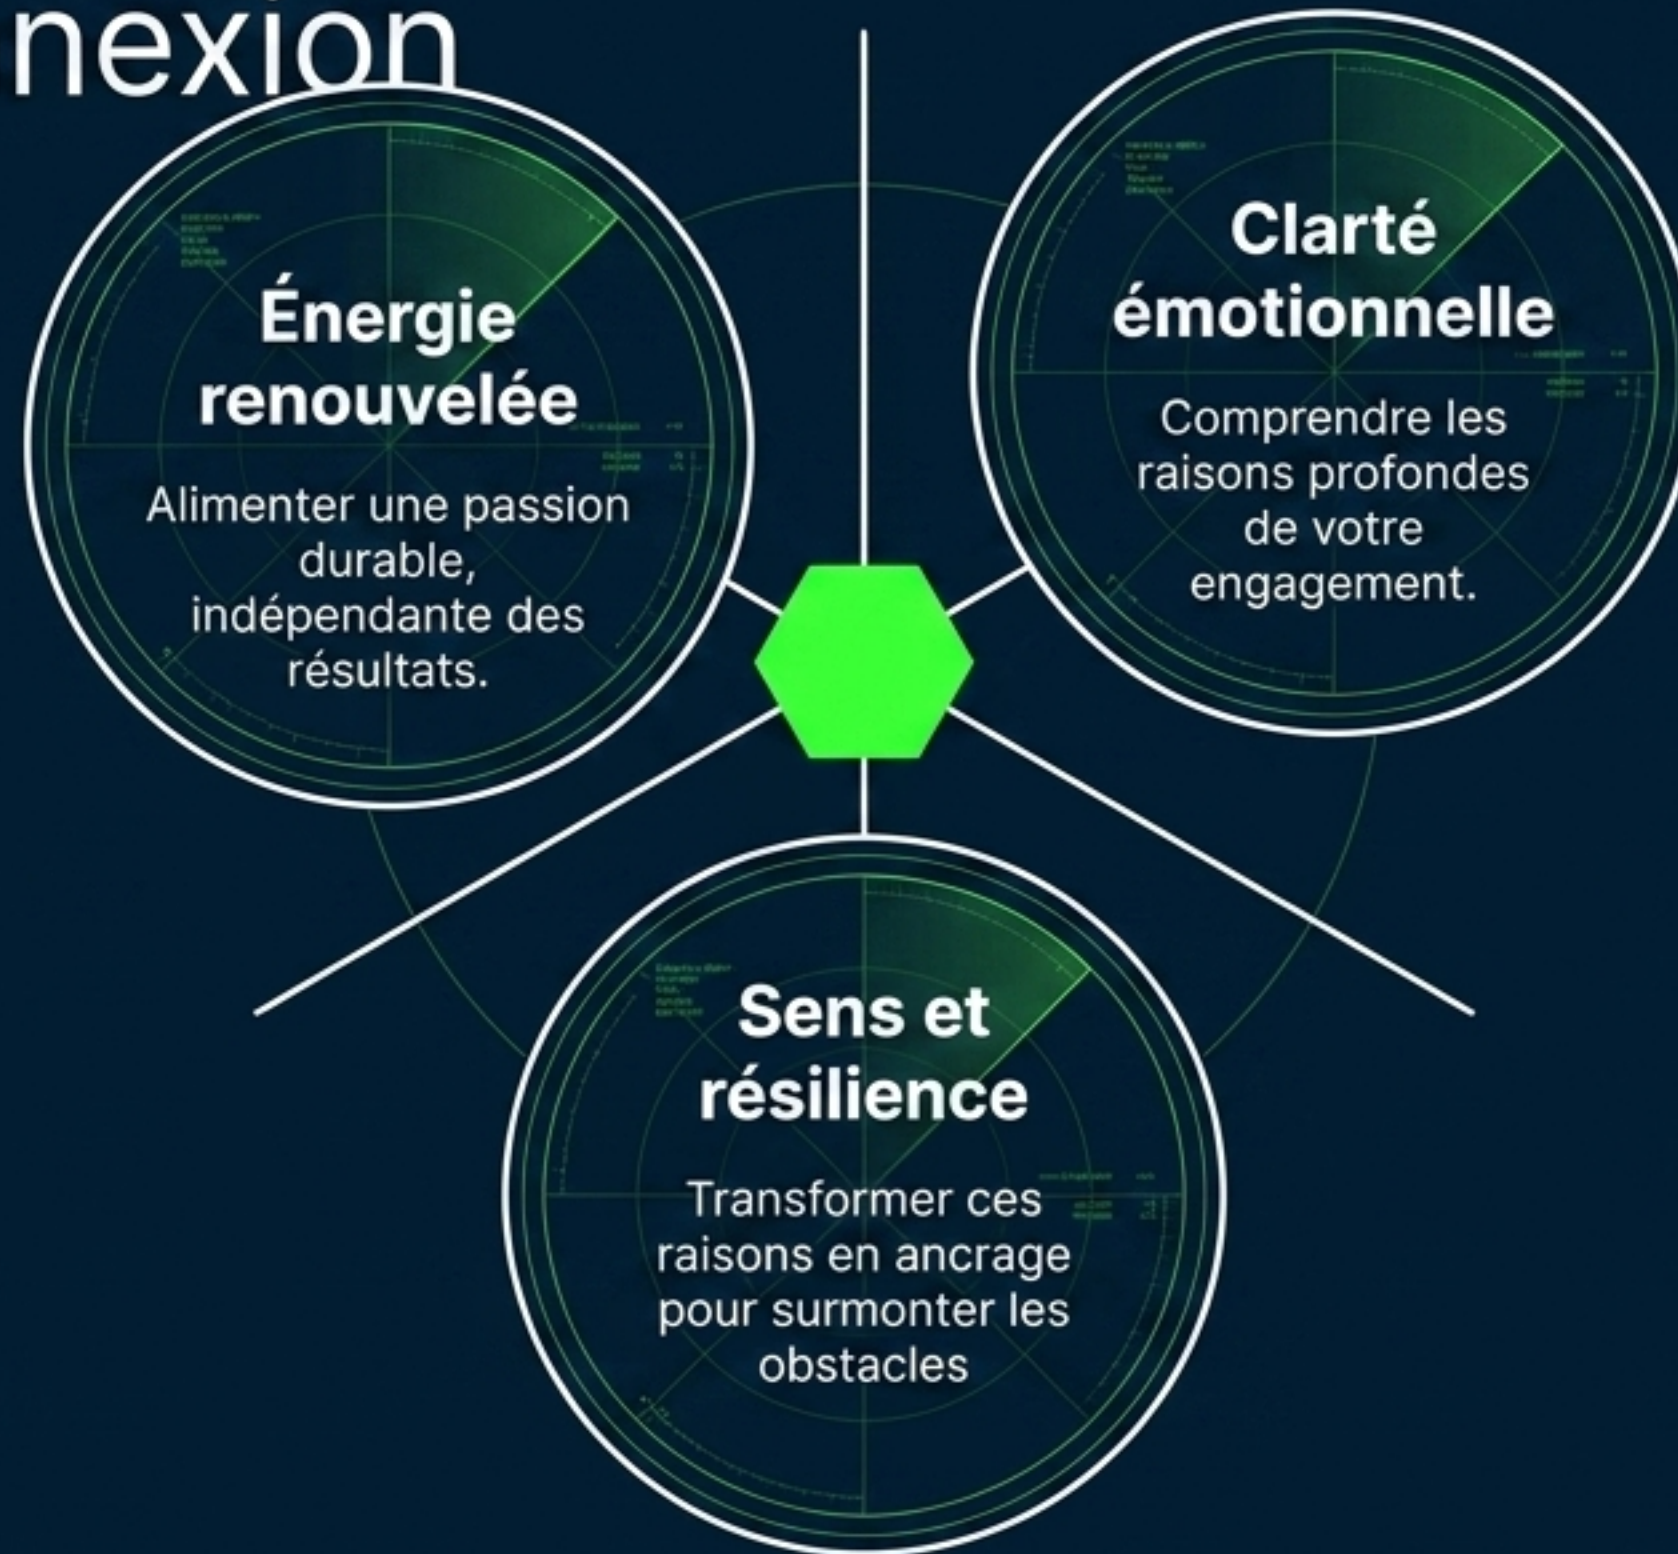 nexion
Énergie
renouvelée
Alimenter une passion
durable,
indépendante des
résultats.
Clarté
émotionnelle
Comprendre les
raisons profondes
de votre
engagement.
Sens et
résilience
Transformer ces
raisons en ancrage
pour surmonter les
obstacles